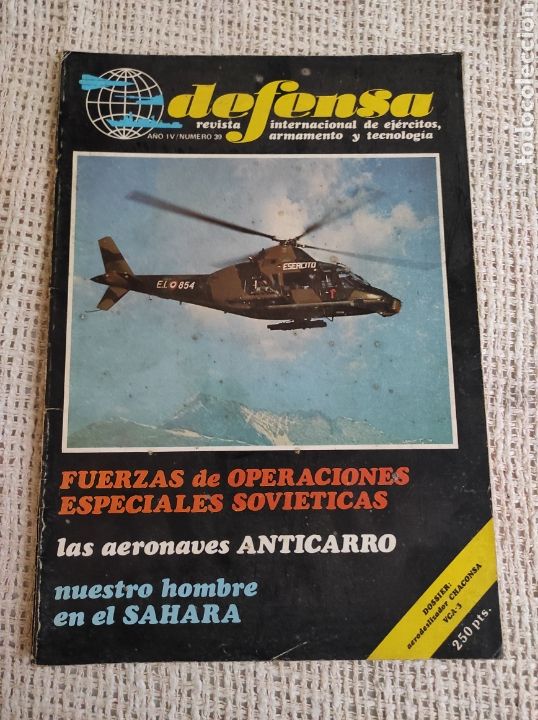 defensa
revista internacional de ejércitos,
AÑO IV/NUMERO 39 armamento y tecnología
E.I. 854
ESERCITO
FUERZAS de OPERACIONES
ESPECIALES SOVIETICAS
las aeronaves ANTICARRO
nuestro hombre
en el SAHARA
DOSSIER:
aerodeslizador CHACONSA
VCA-3
250 pts.
todocoleccion